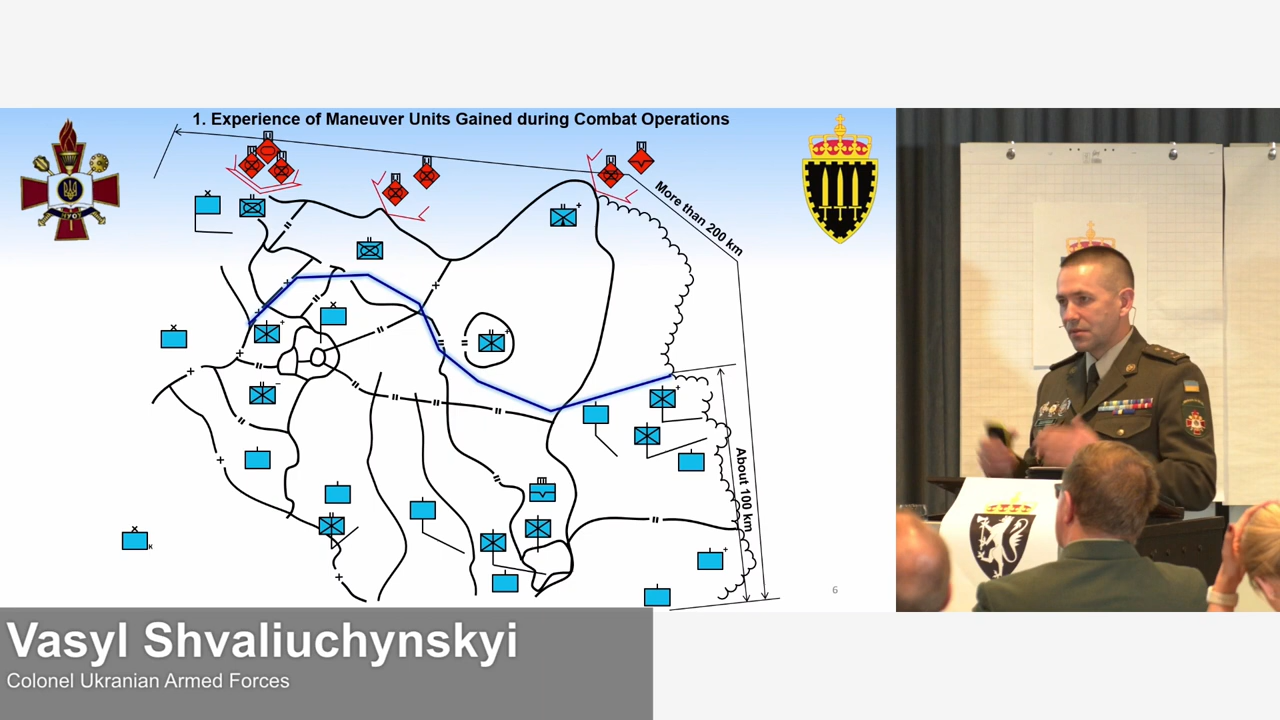 1. Experience of Maneuver Units Gained during Combat Operations
More than 200 km
About 100 km
6
Vasyl Shvaliuchynskyi
Colonel Ukranian Armed Forces